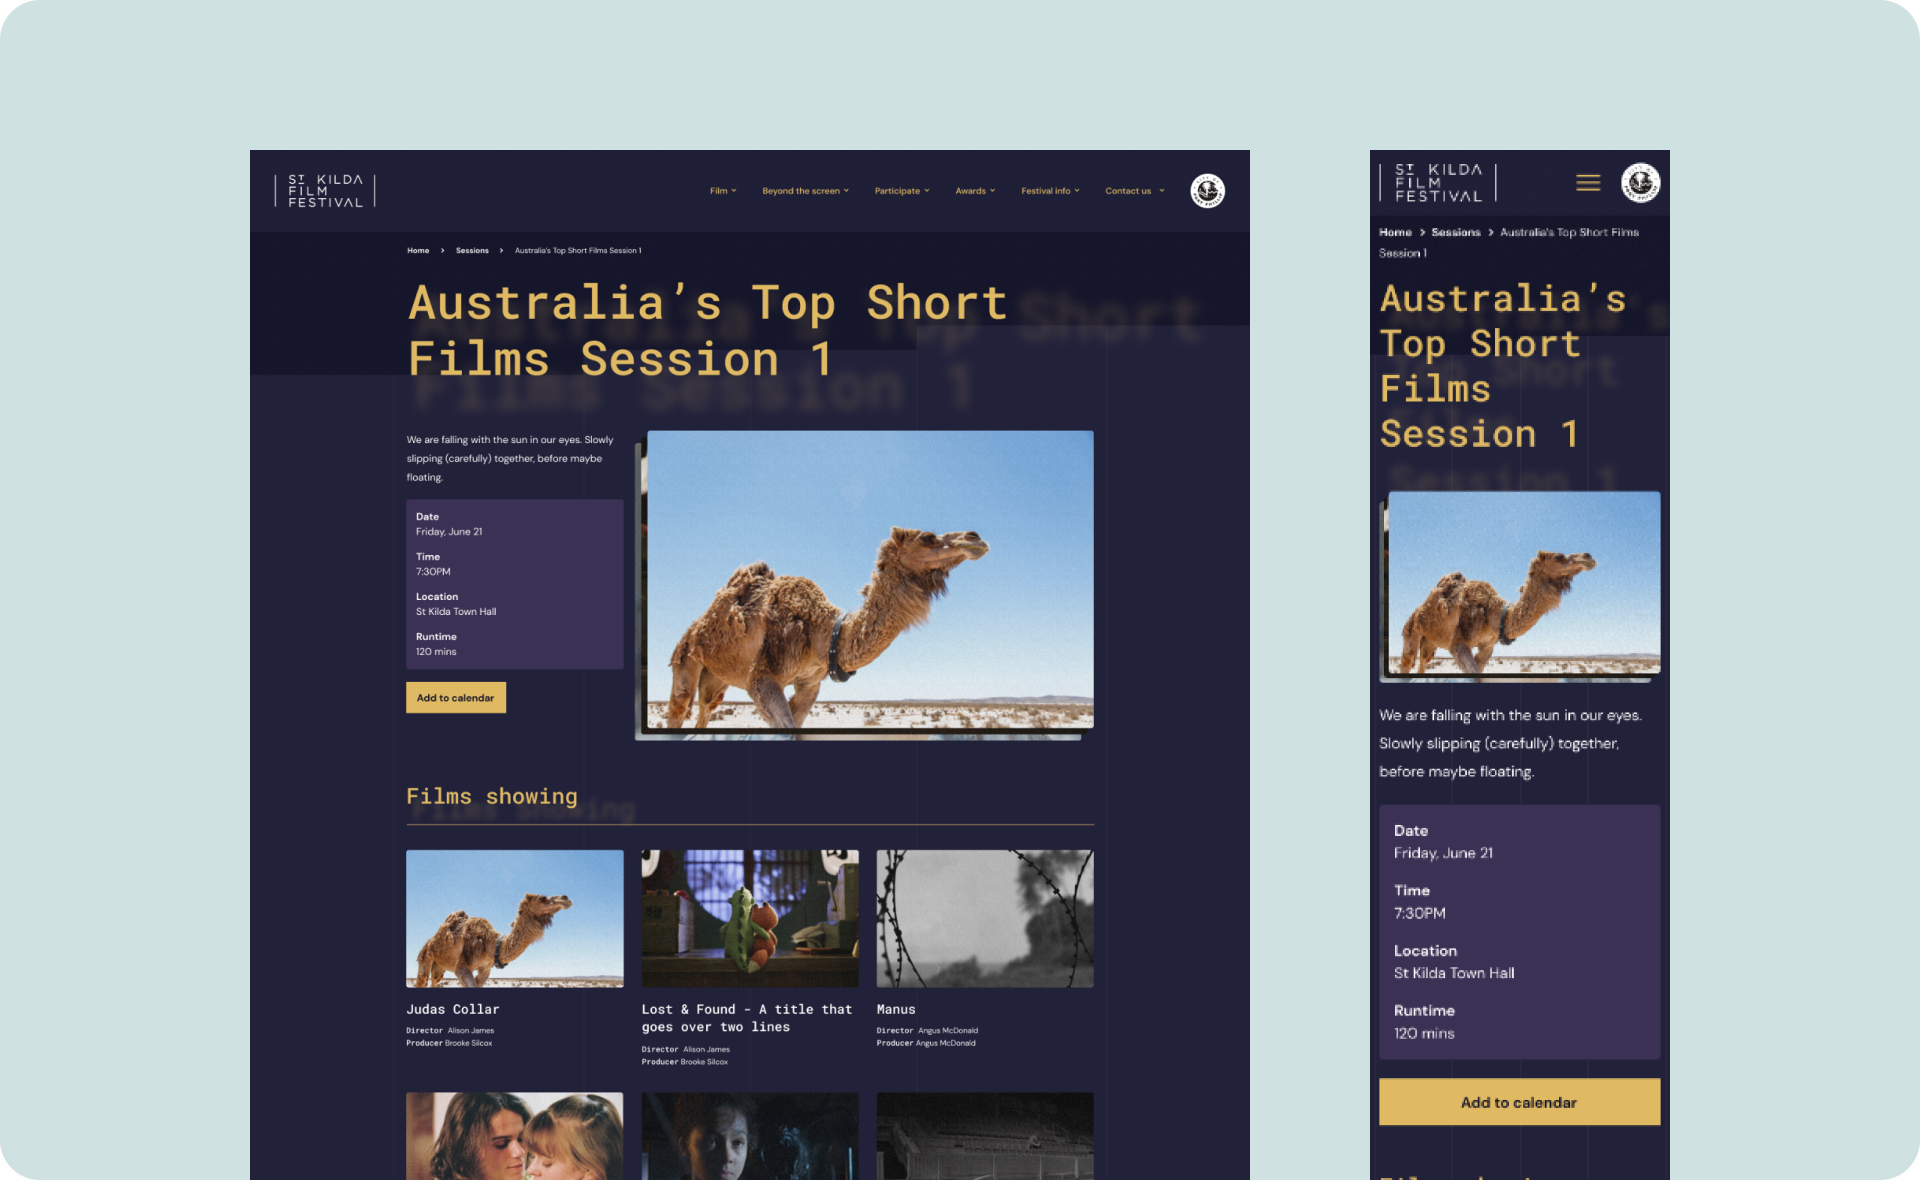 ST KILDA
FILM
FESTIVAL
Film
Beyond the screen
Participate
Awards
Festival info
Contact us
Home > Sessions > Australia's Top Short Films Session 1
Australia’s Top Short
Films Session 1
We are falling with the sun in our eyes. Slowly
slipping (carefully) together, before maybe
floating.
Date
Friday, June 21
Time
7:30PM
Location
St Kilda Town Hall
Runtime
120 mins
Add to calendar
Films showing
Judas Collar
Director Alison James
Producer Brooke Silcox
Lost & Found - A title that
goes over two lines
Director Alison James
Producer Brooke Silcox
Manus
Director Angus McDonald
Producer Angus McDonald
ST KILDA
FILM
FESTIVAL
Home > Sessions > Australia's Top Short Films
Session 1
Australia’s
Top Short
Films
Session 1
We are falling with the sun in our eyes.
Slowly slipping (carefully) together,
before maybe floating.
Date
Friday, June 21
Time
7:30PM
Location
St Kilda Town Hall
Runtime
120 mins
Add to calendar